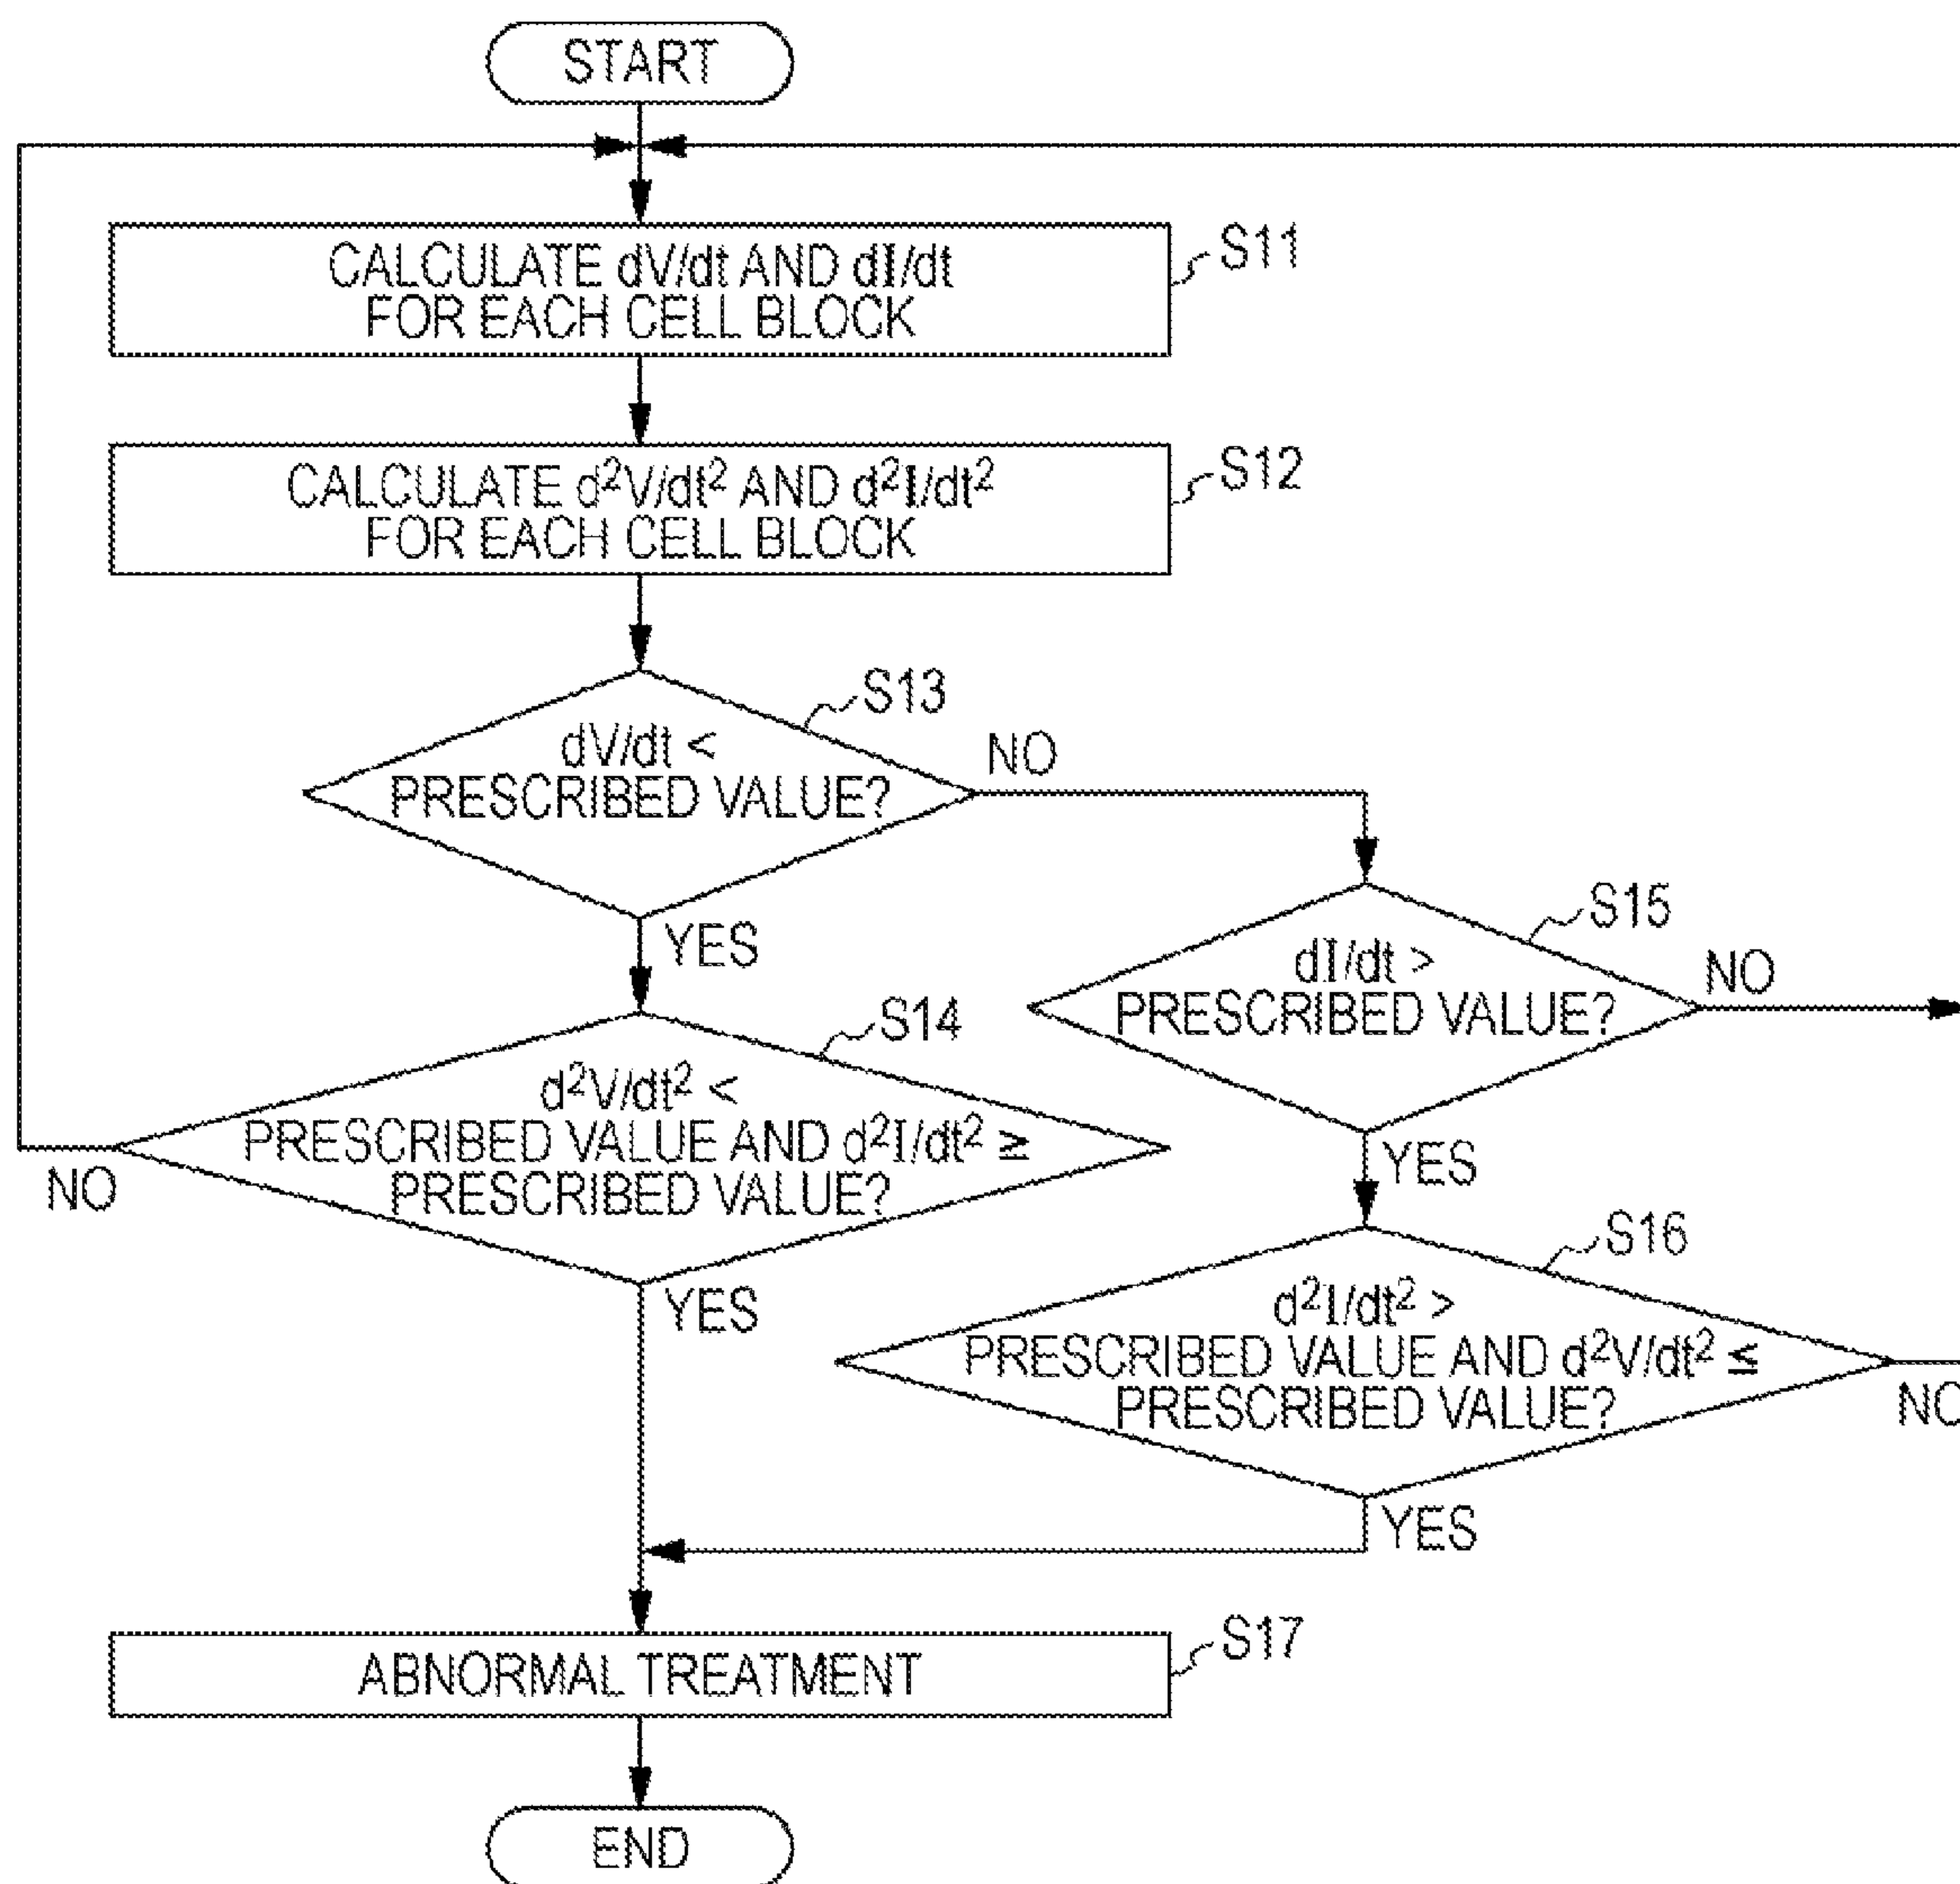 START
CALCULATE dV/dt AND dI/dt
FOR EACH CELL BLOCK
S11
CALCULATE d²V/dt² AND d²I/dt²
FOR EACH CELL BLOCK
S12
S13
dV/dt <
PRESCRIBED VALUE?
NO
YES
S15
dI/dt >
PRESCRIBED VALUE?
NO
YES
S14
d²V/dt² <
PRESCRIBED VALUE AND d²I/dt² ≥
PRESCRIBED VALUE?
NO
YES
S16
d²I/dt² >
PRESCRIBED VALUE AND d²V/dt² ≤
PRESCRIBED VALUE?
NO
YES
ABNORMAL TREATMENT
S17
END